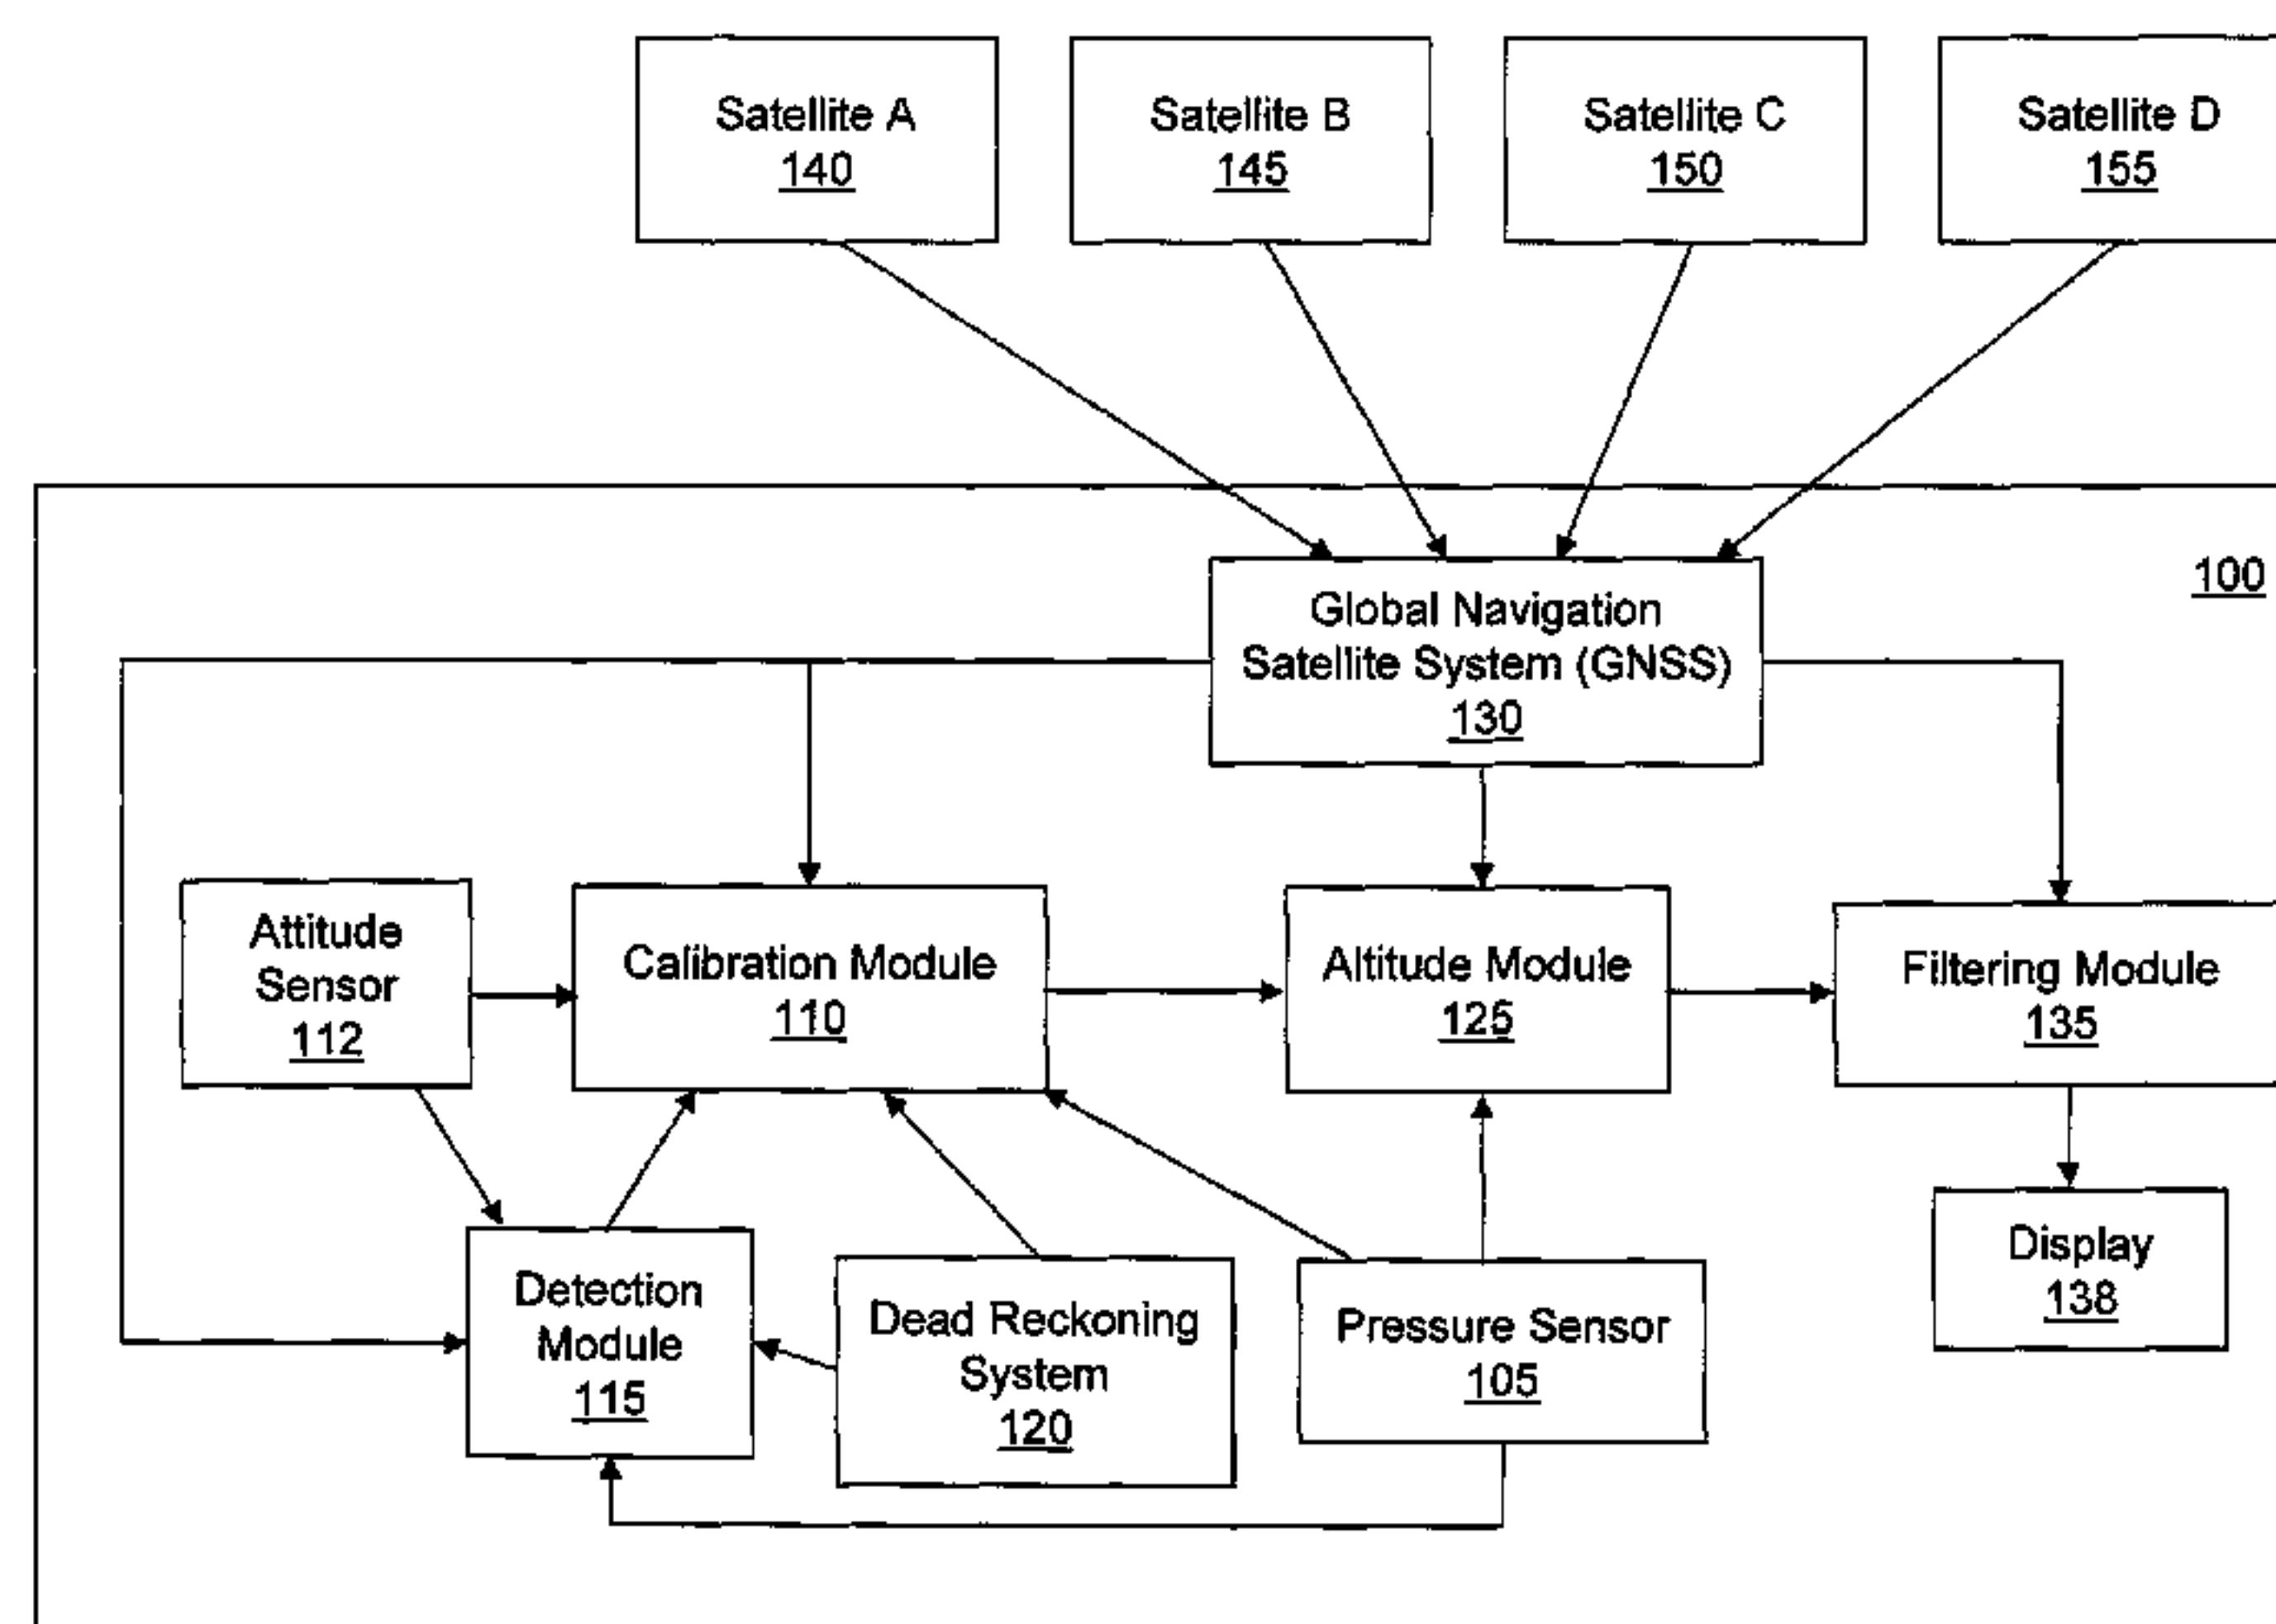 Satellite A
140
Satellite B
145
Satellite C
150
Satellite D
155
100
Global Navigation
Satellite System (GNSS)
130
Attitude
Sensor
112
Calibration Module
110
Altitude Module
125
Filtering Module
135
Detection
Module
115
Dead Reckoning
System
120
Pressure Sensor
105
Display
138